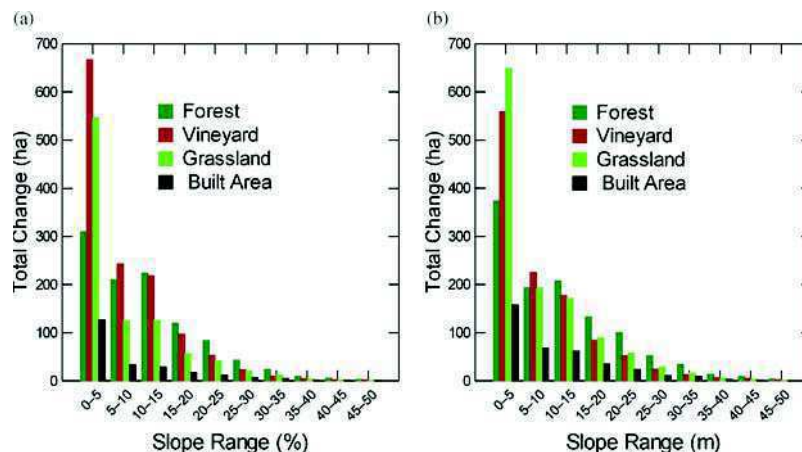 (a)
700
600
500
400
300
200
100
0
Total Change (ha)
Forest
Vineyard
Grassland
Built Area
0–5
5–10
10–15
15–20
20–25
25–30
30–35
35–40
40–45
45–50
Slope Range (%)
(b)
700
600
500
400
300
200
100
0
Total Change (ha)
Forest
Vineyard
Grassland
Built Area
0–5
5–10
10–15
15–20
20–25
25–30
30–35
35–40
40–45
45–50
Slope Range (m)